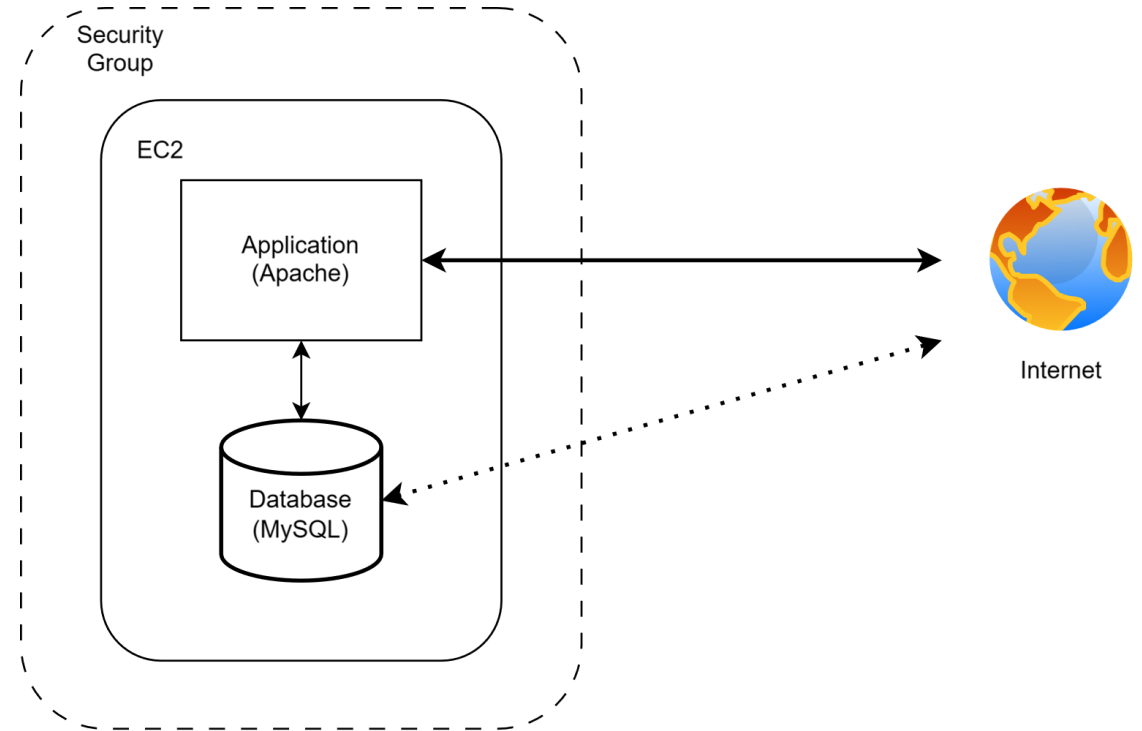 Security
Group
EC2
Application
(Apache)
Database
(MySQL)
Internet